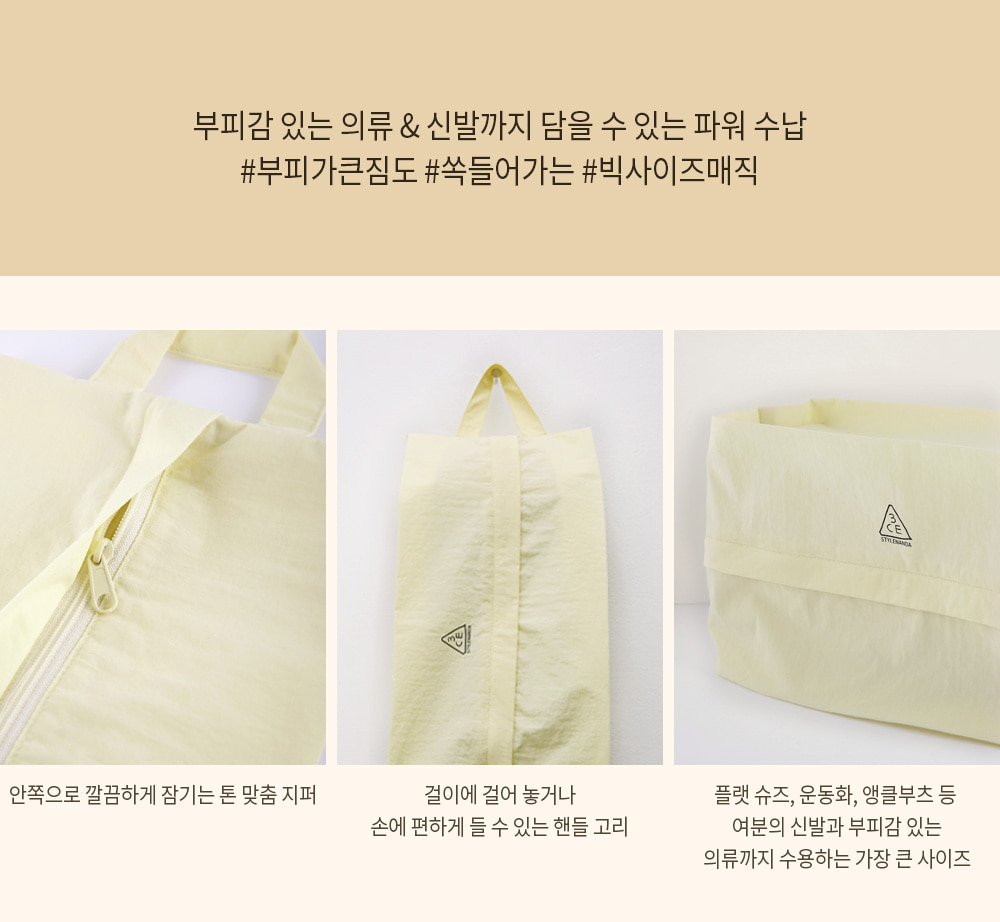 부피감 있는 의류 & 신발까지 담을 수 있는 파워 수납
#부피가큰짐도 #쏙들어가는 #빅사이즈매직
3CE
STYLENANDA
3CE
STYLENANDA
안쪽으로 깔끔하게 잠기는 톤 맞춤 지퍼
걸이에 걸어 놓거나
손에 편하게 들 수 있는 핸들 고리
플랫 슈즈, 운동화, 앵클부츠 등
여분의 신발과 부피감 있는
의류까지 수용하는 가장 큰 사이즈